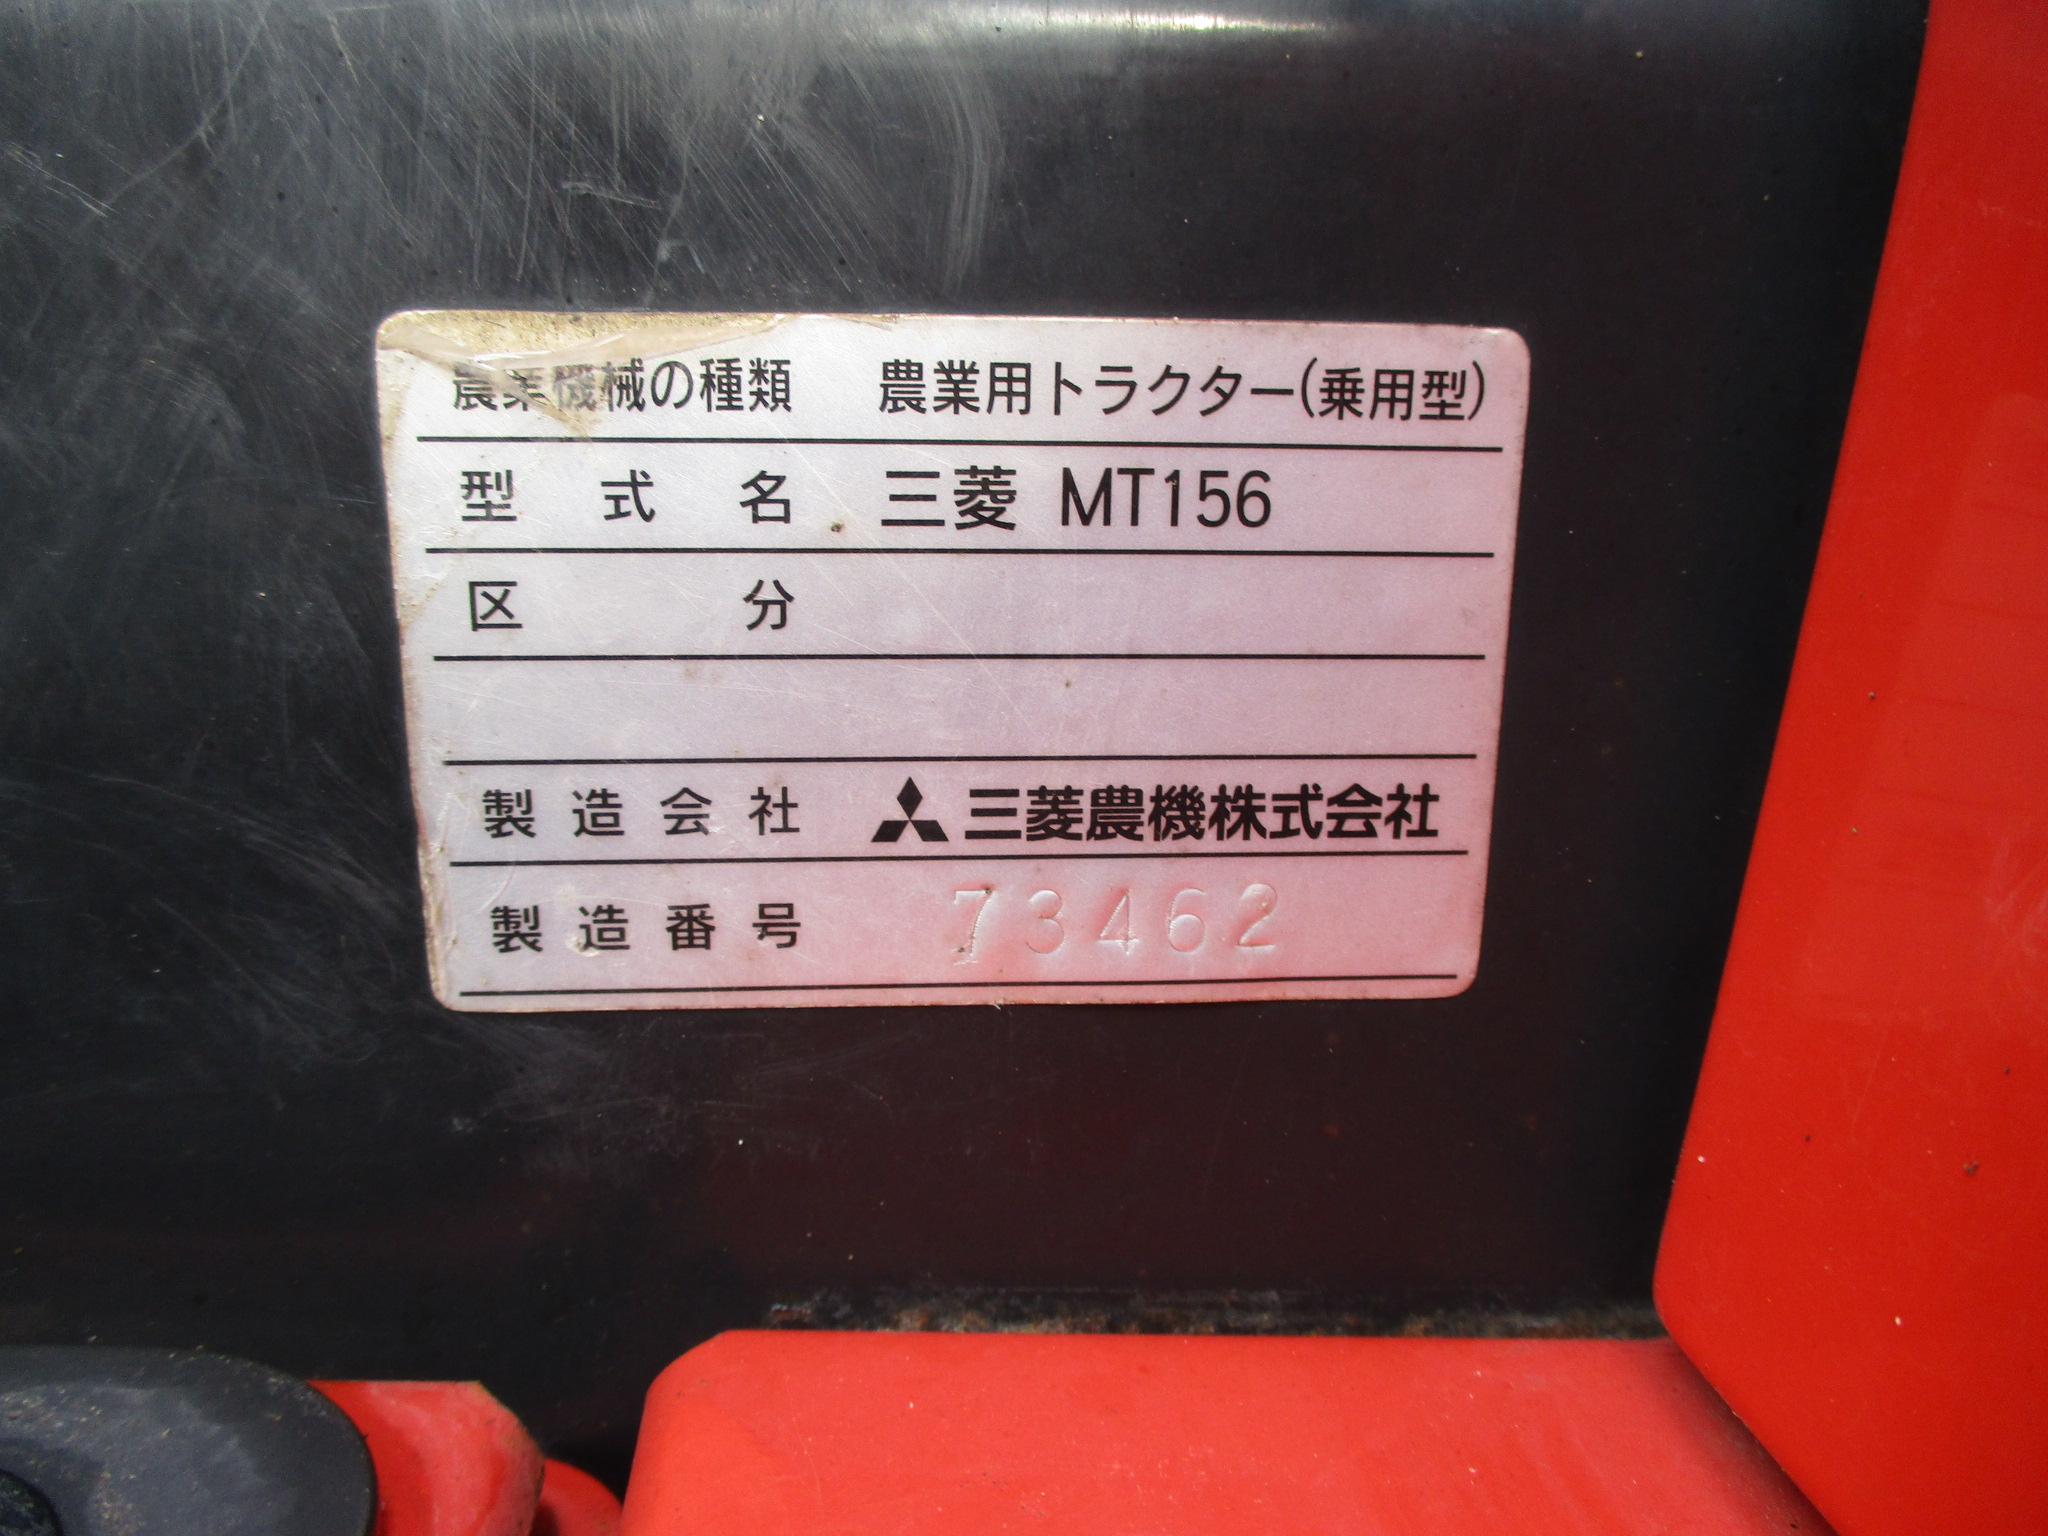 農業機械の種類 農業用トラクター(乗用型)
型式名 三菱 MT156
区分
製造会社 三菱農機株式会社
製造番号 73462